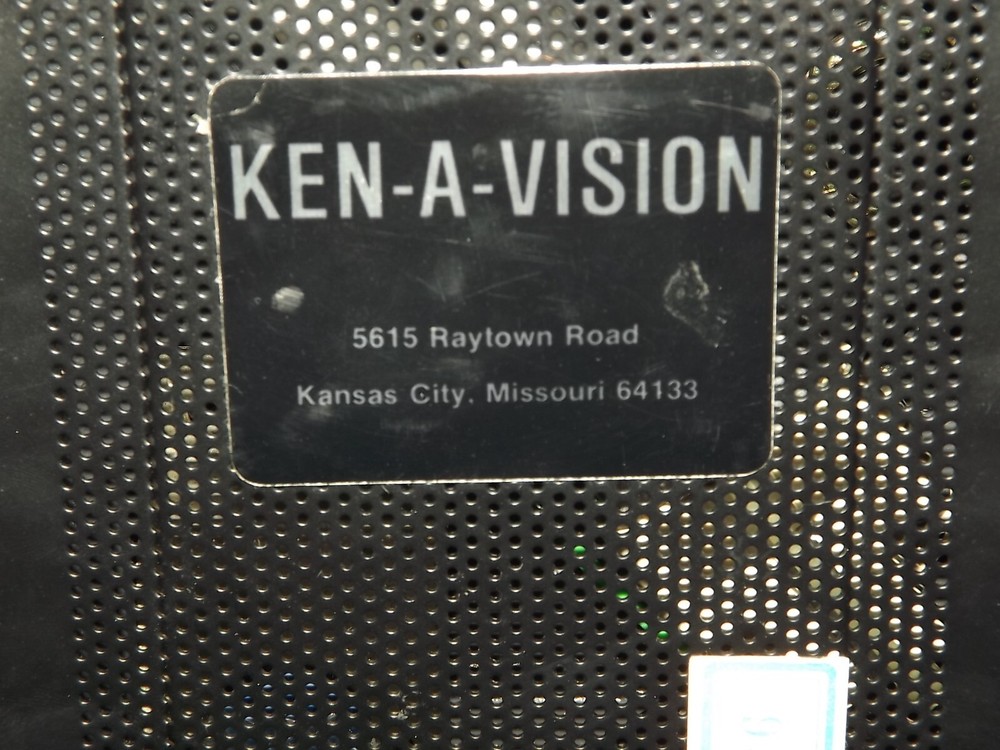 KEN-A-VISION
5615 Raytown Road
Kansas City, Missouri 64133